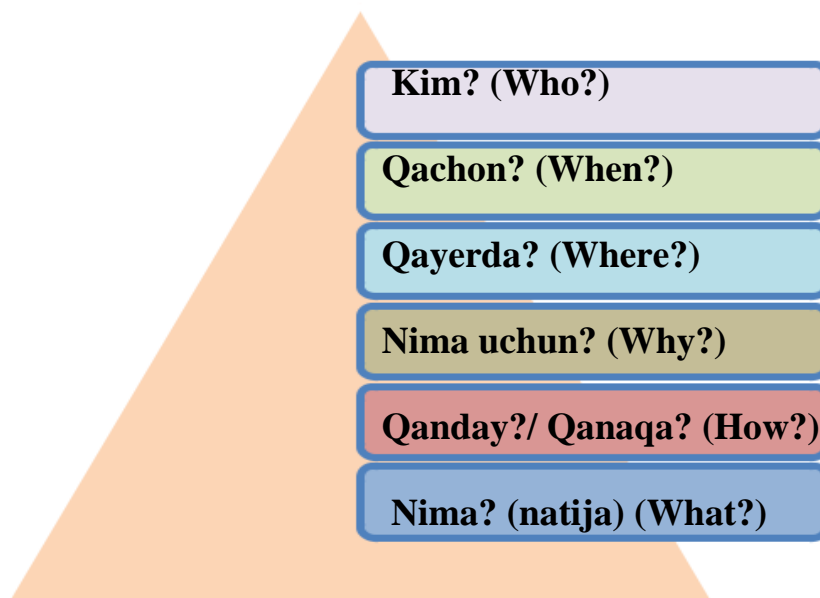 Kim? (Who?)
Qachon? (When?)
Qayerda? (Where?)
Nima uchun? (Why?)
Qanday?/ Qanaqa? (How?)
Nima? (natija) (What?)